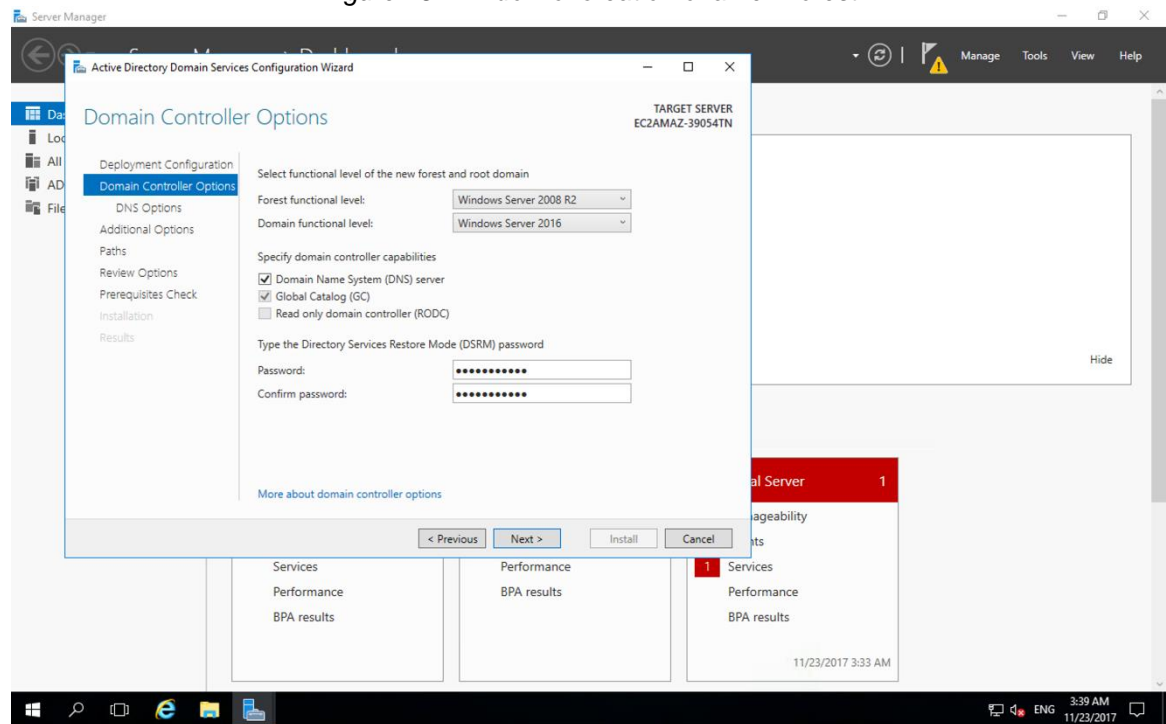 Server Manager
Manage Tools View Help
Active Directory Domain Services Configuration Wizard
Domain Controller Options
TARGET SERVER
EC2AMAZ-39054TN
Deployment Configuration
Domain Controller Options
DNS Options
Additional Options
Paths
Review Options
Prerequisites Check
Installation
Results
Select functional level of the new forest and root domain
Forest functional level: Windows Server 2008 R2
Domain functional level: Windows Server 2016
Specify domain controller capabilities
Domain Name System (DNS) server
Global Catalog (GC)
Read only domain controller (RODC)
Type the Directory Services Restore Mode (DSRM) password
Password: •••••••••••
Confirm password: •••••••••••
More about domain controller options
< Previous Next > Install Cancel
Da
Loc
All
AD
File
Hide
al Server 1
ageability
ts
Services Performance 1 Services
Performance BPA results Performance
BPA results BPA results
11/23/2017 3:33 AM
ENG 3:39 AM
11/23/2017